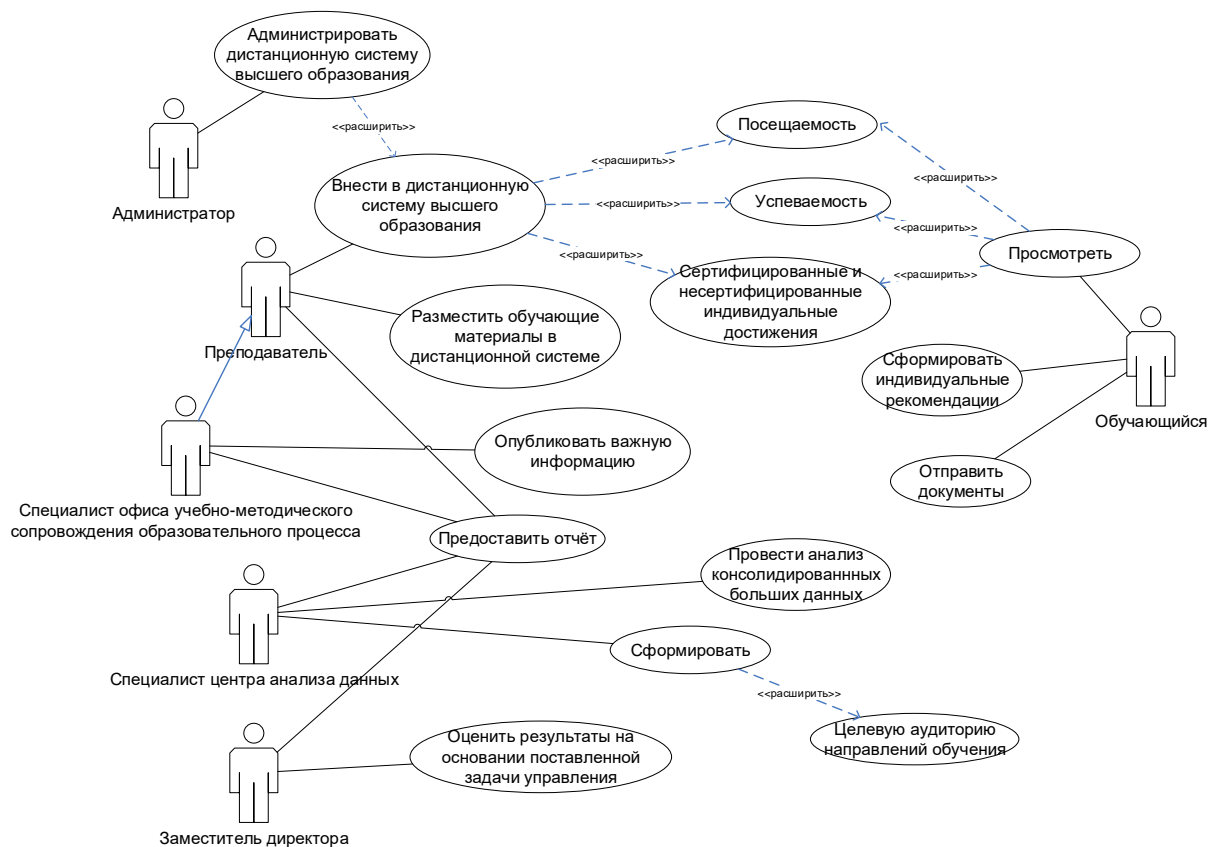 Администрировать
дистанционную систему
высшего образования
<<расширить>>
Администратор
Внести в дистанционную
систему высшего
образования
<<расширить>>
<<расширить>>
<<расширить>>
Посещаемость
Успеваемость
Сертифицированные и
несертифицированные
индивидуальные
достижения
<<расширить>>
<<расширить>>
<<расширить>>
Просмотреть
Преподаватель
Разместить обучающие
материалы в
дистанционной системе
Сформировать
индивидуальные
рекомендации
Обучающийся
Опубликовать важную
информацию
Отправить
документы
Специалист офиса учебно-методического
сопровождения образовательного процесса
Предоставить отчёт
Провести анализ
консолидированнных
больших данных
Сформировать
Специалист центра анализа данных
<<расширить>>
Целевую аудиторию
направлений обучения
Оценить результаты на
основании поставленной
задачи управления
Заместитель директора